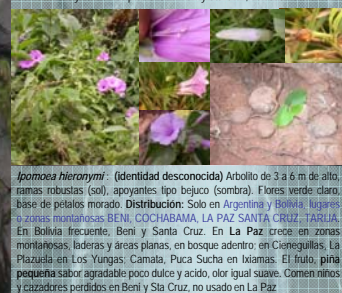 Ipomoea hieronymi : (identidad desconocida) Arbolito de 3 a 6 m de alto,
ramas robustas (sol), apoyantes tipo bejuco (sombra). Flores verde claro,
base de petalos morado. Distribución: Solo en Argentina y Bolivia, lugares
o zonas montañosas BENI, COCHABAMA, LA PAZ SANTA CRUZ, TARIJA.
En Bolivia frecuente, Beni y Santa Cruz. En La Paz crece en zonas
montañosas, laderas y áreas planas, en bosque adentro: en Cieneguillas, La
Plazuela en Los Yungas; Camata, Puca Sucha en Ixiamas. El fruto, piña
pequeña sabor agradable poco dulce y acido, olor igual suave. Comen niños
y cazadores perdidos en Beni y Sta Cruz, no usado en La Paz